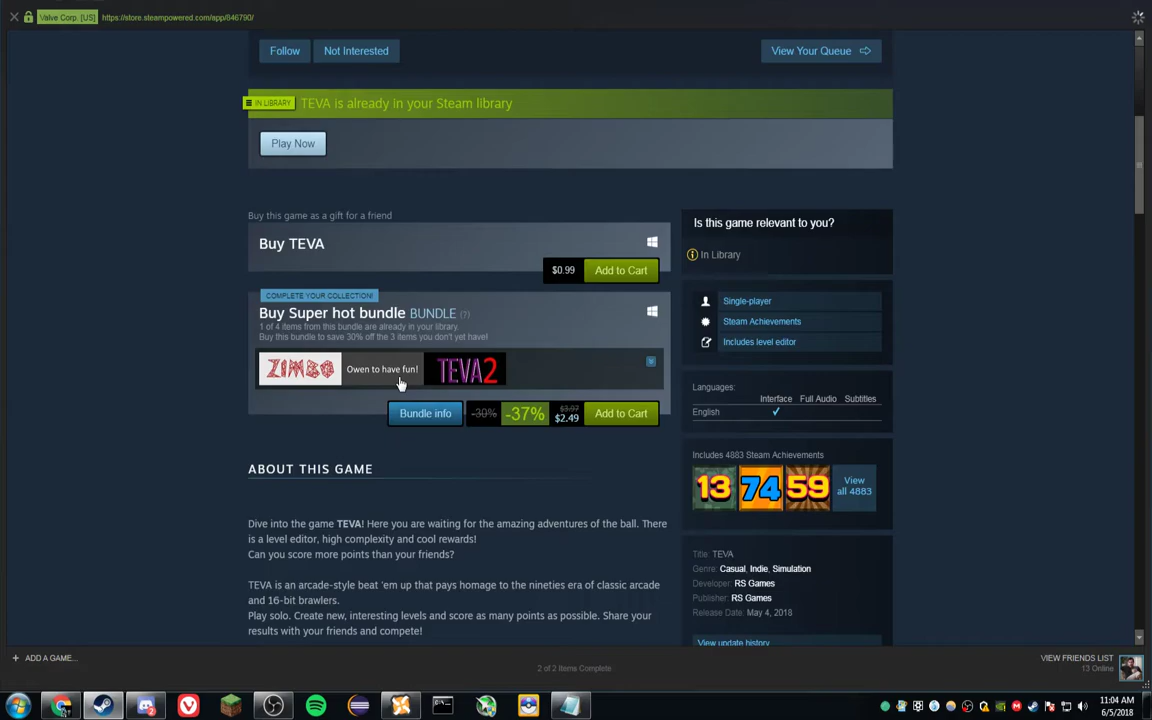 Valve Corp. [US] https://store.steampowered.com/app/846790/
Follow Not Interested View Your Queue
IN LIBRARY TEVA is already in your Steam library
Play Now
Buy this game as a gift for a friend
Buy TEVA
$0.99 Add to Cart
COMPLETE YOUR COLLECTION!
Buy Super hot bundle BUNDLE (?)
1 of 4 items from this bundle are already in your library.
Buy this bundle to save 30% off the 3 items you don't yet have!
ZIMBO Owen to have fun! TEVA2
Bundle info -30% -37% $3.97 $2.49 Add to Cart
ABOUT THIS GAME
Dive into the game TEVA! Here you are waiting for the amazing adventures of the ball. There
is a level editor, high complexity and cool rewards!
Can you score more points than your friends?
TEVA is an arcade-style beat 'em up that pays homage to the nineties era of classic arcade
and 16-bit brawlers.
Play solo. Create new, interesting levels and score as many points as possible. Share your
results with your friends and compete!
Is this game relevant to you?
In Library
Single-player
Steam Achievements
Includes level editor
Languages:
Interface Full Audio Subtitles
English ✔
Includes 4883 Steam Achievements
13 74 59 View
all 4883
Title: TEVA
Genre: Casual, Indie, Simulation
Developer: RS Games
Publisher: RS Games
Release Date: May 4, 2018
View update history
+ ADD A GAME...
2 of 2 Items Complete
VIEW FRIENDS LIST
13 Online
11:04 AM
6/5/2018